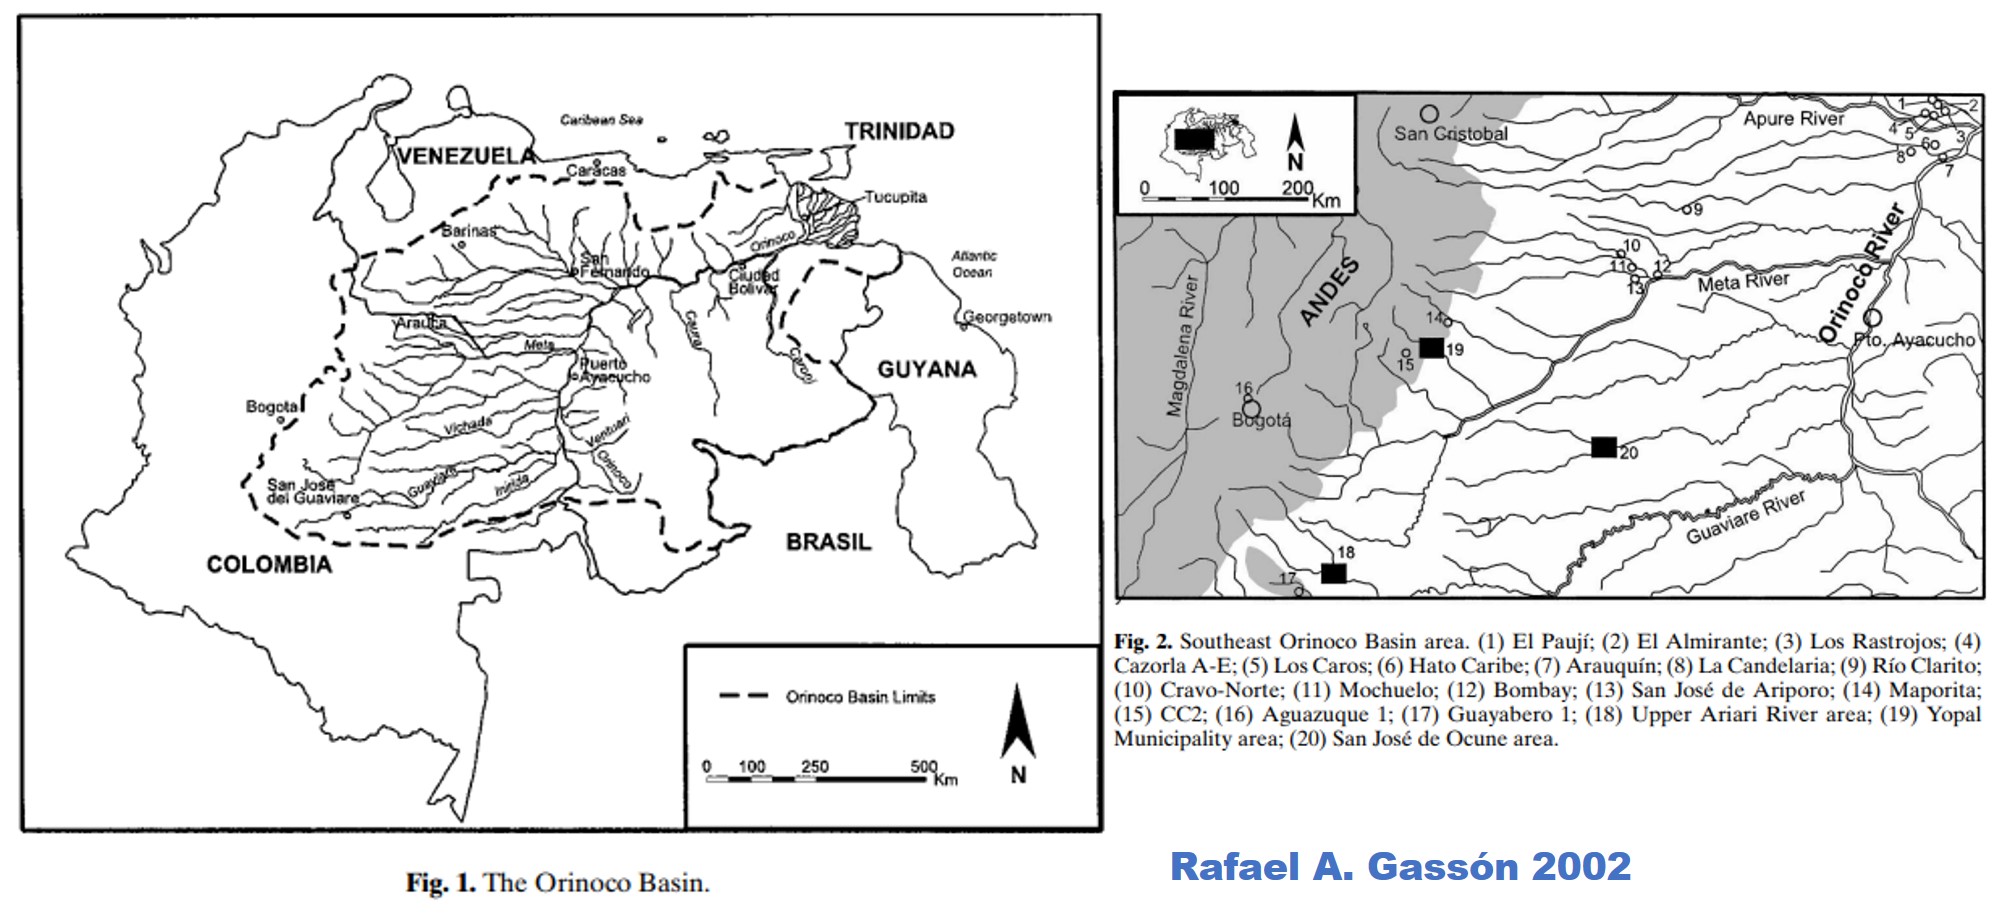 Caribbean Sea
TRINIDAD
VENEZUELA
Caracas
Tucupita
Barinas
Orinoco
Atlantic
Ocean
San
Fernando
Ciudad
Bolivar
Arauca
Caura
Georgetown
Meta
Caroni
Puerto
Ayacucho
GUYANA
Bogota
Vichada
Ventuari
Orinoco
San José
del Guaviare
Guaviare
Inirida
BRASIL
COLOMBIA
Orinoco Basin Limits
0 100 250 500 Km
N
Fig. 1. The Orinoco Basin.
N
0 100 200 Km
San Cristobal
Apure River
1
2
4
5
3
6
8
7
9
10
11
12
13
Meta River
Orinoco River
ANDES
Magdalena River
14
19
15
Pto. Ayacucho
16
Bogotá
20
Guaviare River
18
17
Fig. 2. Southeast Orinoco Basin area. (1) El Paují; (2) El Almirante; (3) Los Rastrojos; (4)
Cazorla A-E; (5) Los Caros; (6) Hato Caribe; (7) Arauquín; (8) La Candelaria; (9) Río Clarito;
(10) Cravo-Norte; (11) Mochuelo; (12) Bombay; (13) San José de Ariporo; (14) Maporita;
(15) CC2; (16) Aguazuque 1; (17) Guayabero 1; (18) Upper Ariari River area; (19) Yopal
Municipality area; (20) San José de Ocune area.
Rafael A. Gassón 2002